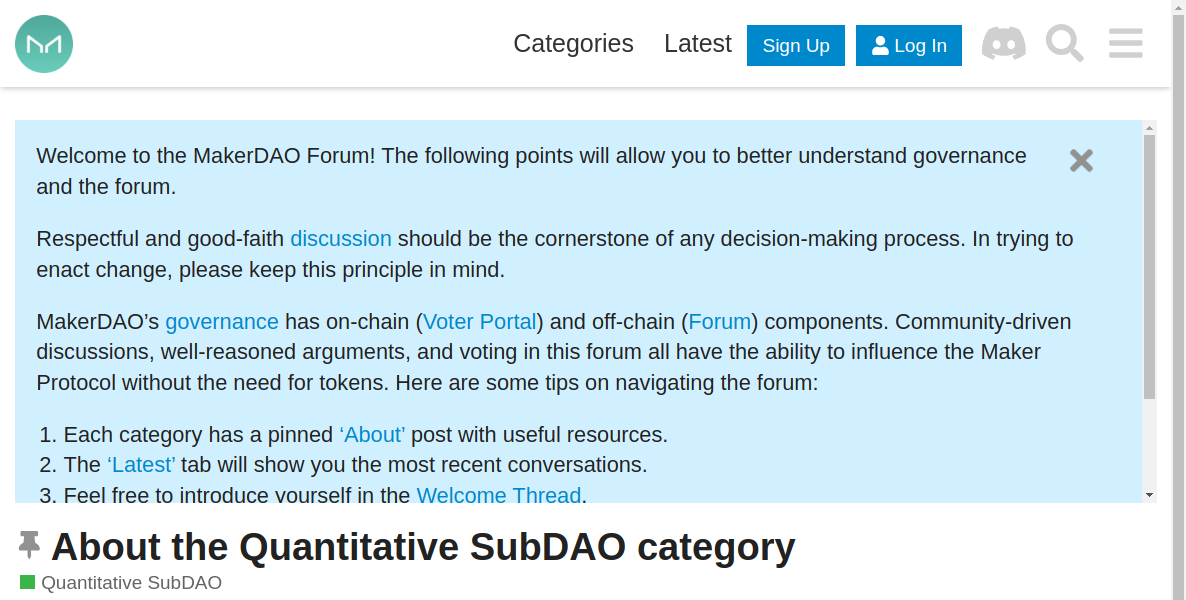 Categories Latest Sign Up Log In
Welcome to the MakerDAO Forum! The following points will allow you to better understand governance
and the forum.
Respectful and good-faith discussion should be the cornerstone of any decision-making process. In trying to
enact change, please keep this principle in mind.
MakerDAO’s governance has on-chain (Voter Portal) and off-chain (Forum) components. Community-driven
discussions, well-reasoned arguments, and voting in this forum all have the ability to influence the Maker
Protocol without the need for tokens. Here are some tips on navigating the forum:
1. Each category has a pinned ‘About’ post with useful resources.
2. The ‘Latest’ tab will show you the most recent conversations.
3. Feel free to introduce yourself in the Welcome Thread.
About the Quantitative SubDAO category
Quantitative SubDAO